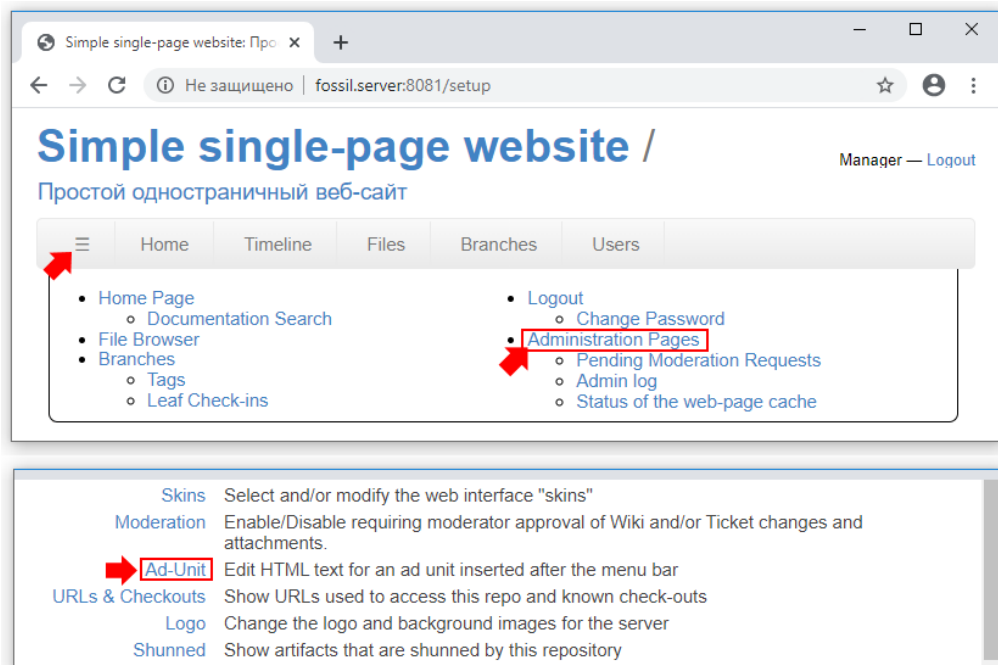 Simple single-page website: Про
Не защищено | fossil.server:8081/setup
Simple single-page website /
Manager — Logout
Простой одностраничный веб-сайт
☰ Home Timeline Files Branches Users
Home Page
Documentation Search
File Browser
Branches
Tags
Leaf Check-ins
Logout
Change Password
Administration Pages
Pending Moderation Requests
Admin log
Status of the web-page cache
Skins Select and/or modify the web interface "skins"
Moderation Enable/Disable requiring moderator approval of Wiki and/or Ticket changes and
attachments.
Ad-Unit Edit HTML text for an ad unit inserted after the menu bar
URLs & Checkouts Show URLs used to access this repo and known check-outs
Logo Change the logo and background images for the server
Shunned Show artifacts that are shunned by this repository